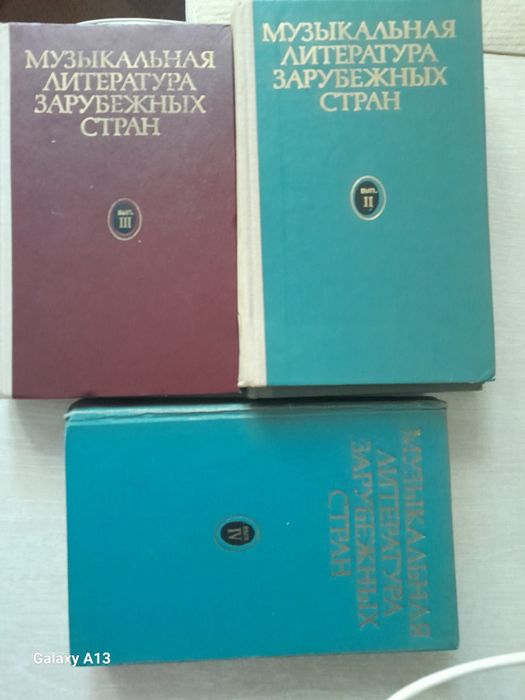 МУЗЫКАЛЬНАЯ
ЛИТЕРАТУРА
ЗАРУБЕЖНЫХ
СТРАН
ВЫП.
III
МУЗЫКАЛЬНАЯ
ЛИТЕРАТУРА
ЗАРУБЕЖНЫХ
СТРАН
ВЫП.
II
МУЗЫКАЛЬНАЯ
ЛИТЕРАТУРА
ЗАРУБЕЖНЫХ
СТРАН
ВЫП
IV
Galaxy A13